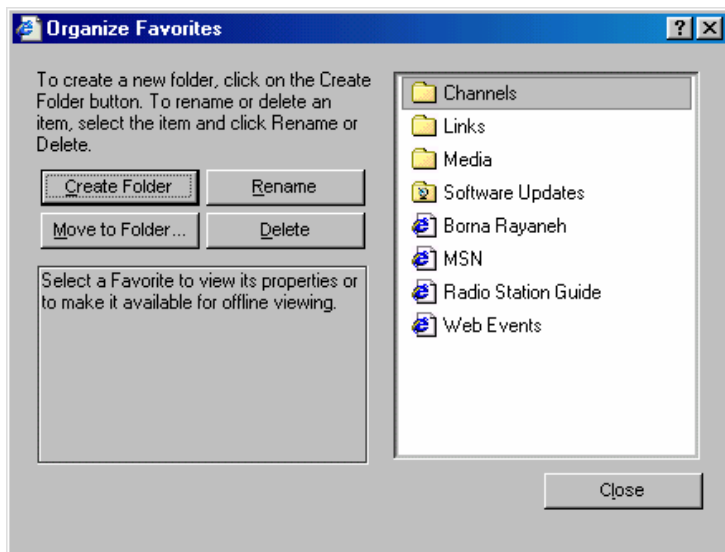 Organize Favorites
To create a new folder, click on the Create
Folder button. To rename or delete an
item, select the item and click Rename or
Delete.
Create Folder
Rename
Move to Folder...
Delete
Select a Favorite to view its properties or
to make it available for offline viewing.
Channels
Links
Media
Software Updates
Borna Rayaneh
MSN
Radio Station Guide
Web Events
Close